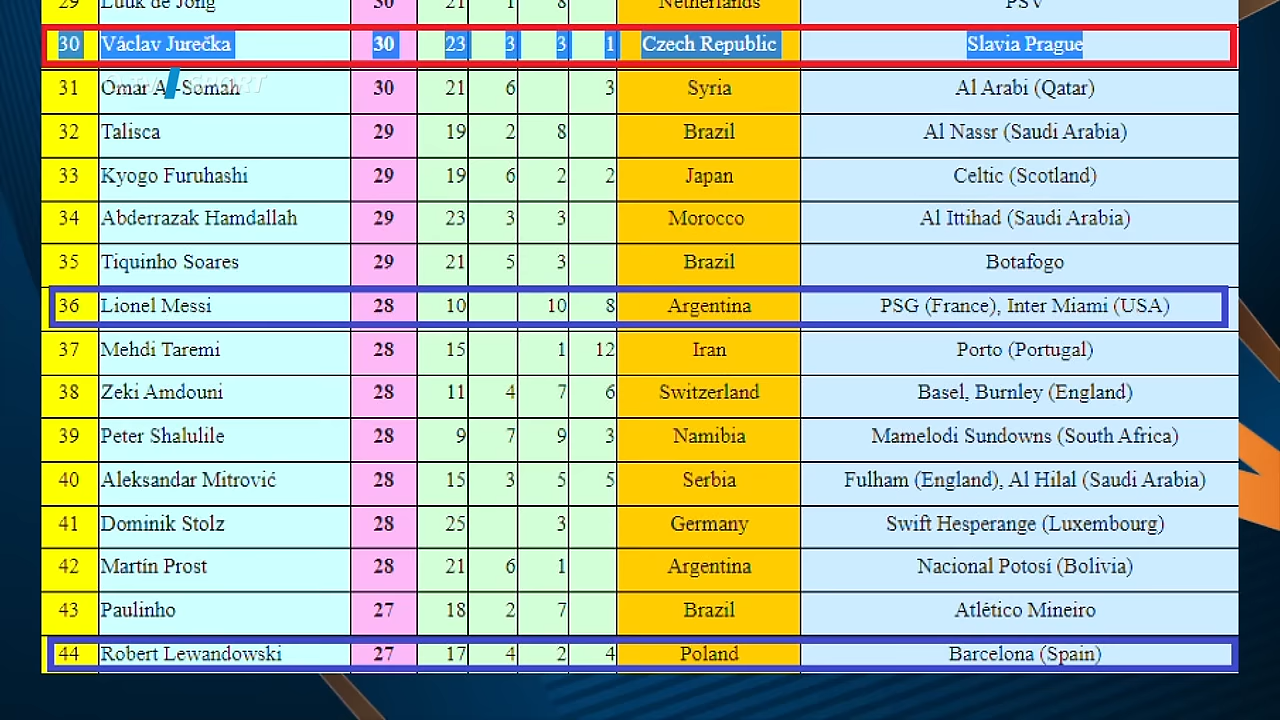 29 Luuk de Jong 30 21 1 8 Netherlands PSV
30 Václav Jurečka 30 23 3 3 1 Czech Republic Slavia Prague
31 Omar Al-Somah 30 21 6 3 Syria Al Arabi (Qatar)
SPORT
32 Talisca 29 19 2 8 Brazil Al Nassr (Saudi Arabia)
33 Kyogo Furuhashi 29 19 6 2 2 Japan Celtic (Scotland)
34 Abderrazak Hamdallah 29 23 3 3 Morocco Al Ittihad (Saudi Arabia)
35 Tiquinho Soares 29 21 5 3 Brazil Botafogo
36 Lionel Messi 28 10 10 8 Argentina PSG (France), Inter Miami (USA)
37 Mehdi Taremi 28 15 1 12 Iran Porto (Portugal)
38 Zeki Amdouni 28 11 4 7 6 Switzerland Basel, Burnley (England)
39 Peter Shalulile 28 9 7 9 3 Namibia Mamelodi Sundowns (South Africa)
40 Aleksandar Mitrović 28 15 3 5 5 Serbia Fulham (England), Al Hilal (Saudi Arabia)
41 Dominik Stolz 28 25 3 Germany Swift Hesperange (Luxembourg)
42 Martín Prost 28 21 6 1 Argentina Nacional Potosí (Bolivia)
43 Paulinho 27 18 2 7 Brazil Atlético Mineiro
44 Robert Lewandowski 27 17 4 2 4 Poland Barcelona (Spain)